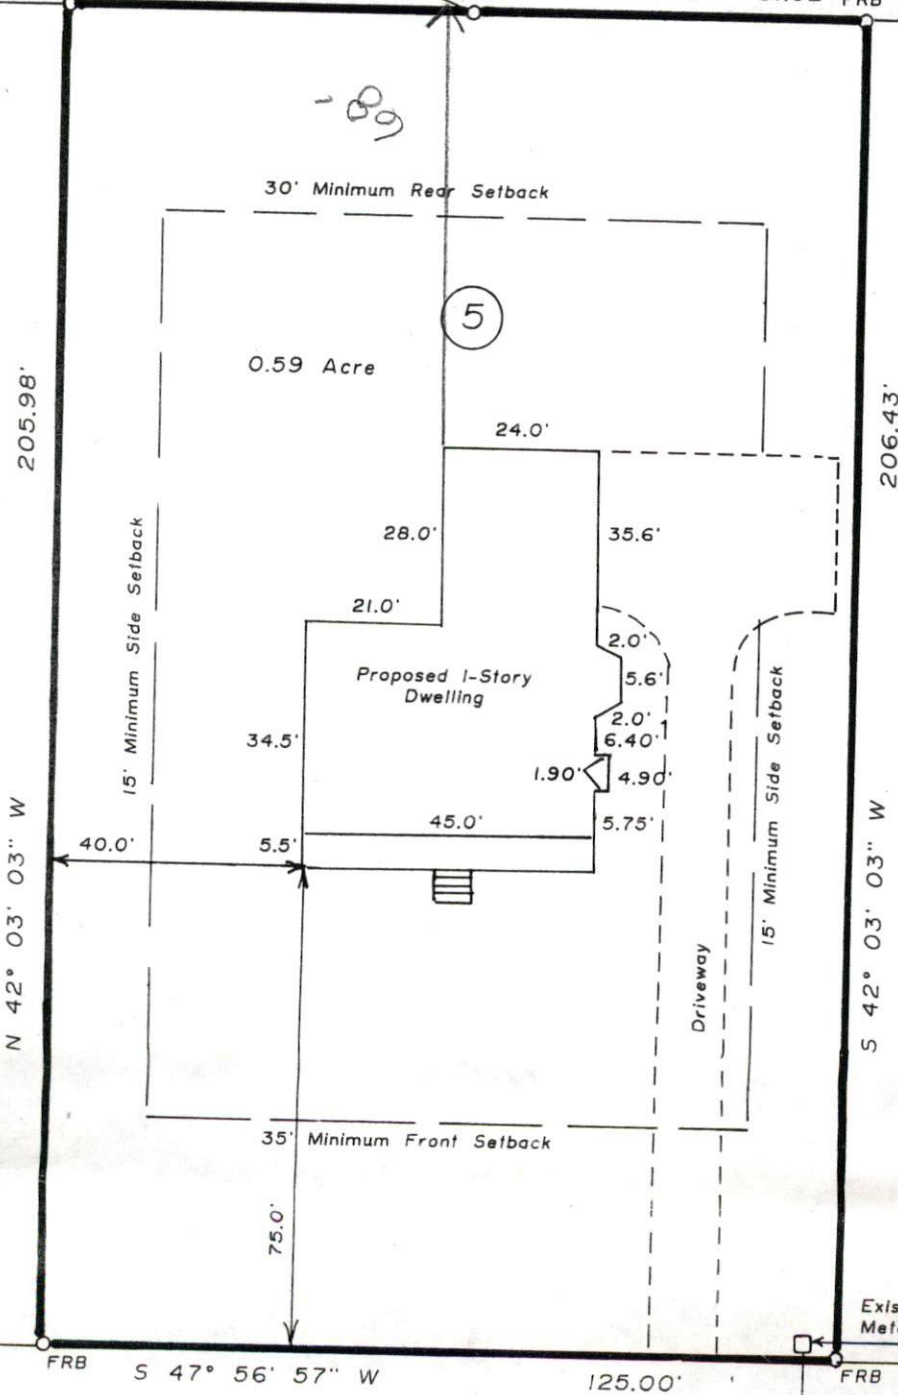 FRB
- 68'
30' Minimum Rear Setback
5
0.59 Acre
205.98'
206.43'
24.0'
28.0'
35.6'
21.0'
2.0'
15' Minimum Side Setback
Proposed 1-Story
Dwelling
5.6'
2.0'
34.5'
6.40'
1.90'
4.90'
15' Minimum Side Setback
45.0'
5.75'
40.0'
5.5'
N 42° 03' 03" W
S 42° 03' 03" W
Driveway
35' Minimum Front Setback
75.0'
FRB
S 47° 56' 57" W
125.00'
FRB